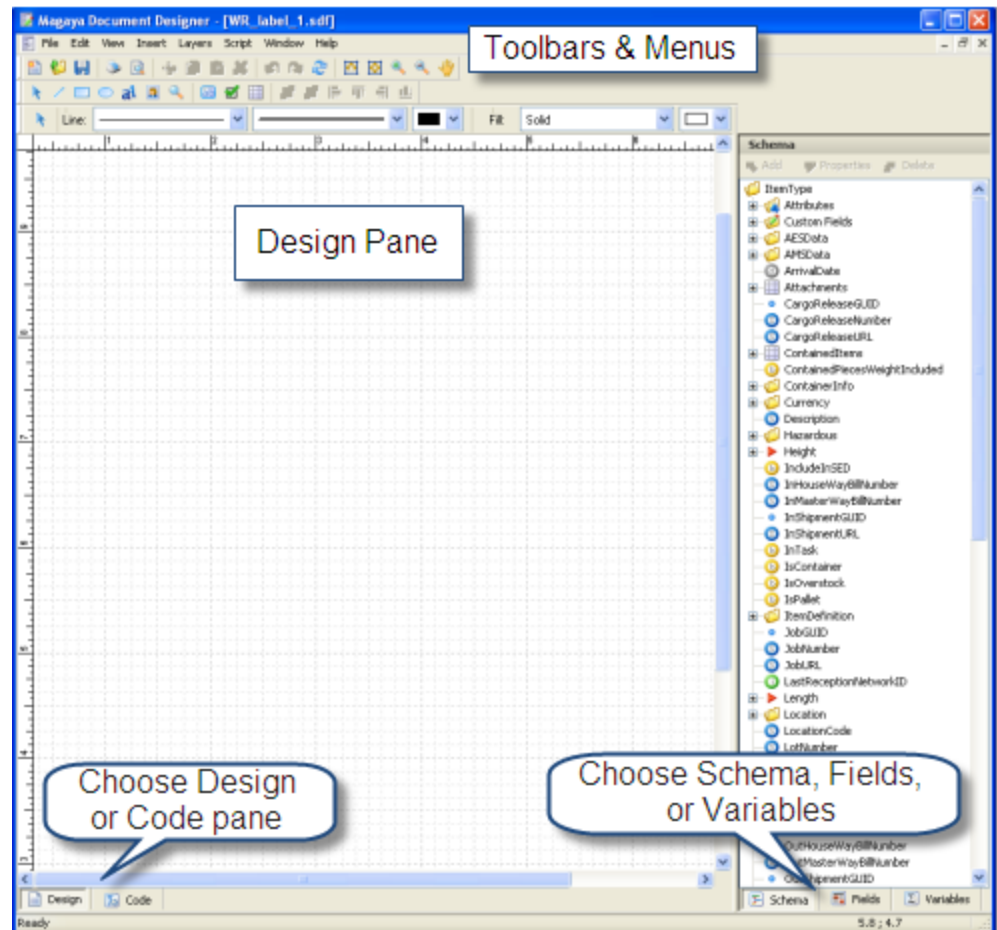 Magaya Document Designer - [WR_label_1.sdf]
File Edit View Insert Layers Script Window Help
Toolbars & Menus
Line: Fill: Solid
Schema
Add Properties Delete
ItemType
Attributes
Custom Fields
AESData
AMSData
ArrivalDate
Attachments
CargoReleaseGUID
CargoReleaseNumber
CargoReleaseURL
ContainedItems
ContainedPiecesWeightIncluded
ContainerInfo
Currency
Description
Hazardous
Height
IncludeInSED
InHouseWayBillNumber
InMasterWayBillNumber
InShipmentGUID
InShipmentURL
InTask
IsContainer
IsOverstock
IsPallet
ItemDefinition
JobGUID
JobNumber
JobURL
LastReceptionNetworkID
Length
Location
LocationCode
LotNumber
OutHouseWayBillNumber
OutMasterWayBillNumber
OutShipmentGUID
Design Pane
Choose Design
or Code pane
Choose Schema, Fields,
or Variables
Design Code
Schema Fields Variables
Ready
5.8 ; 4.7